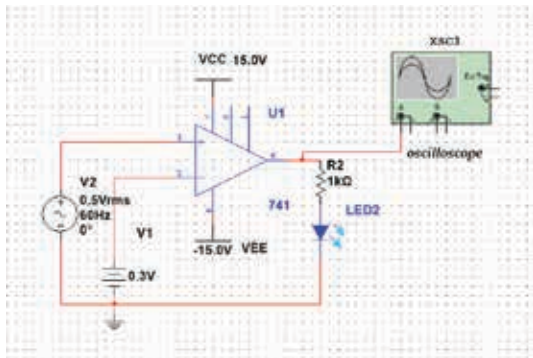 XSC1
VCC 15.0V
U1
oscilloscope
V2
0.5Vrms
60Hz
0°
V1
0.3V
741
-15.0V VEE
R2
1kΩ
LED2